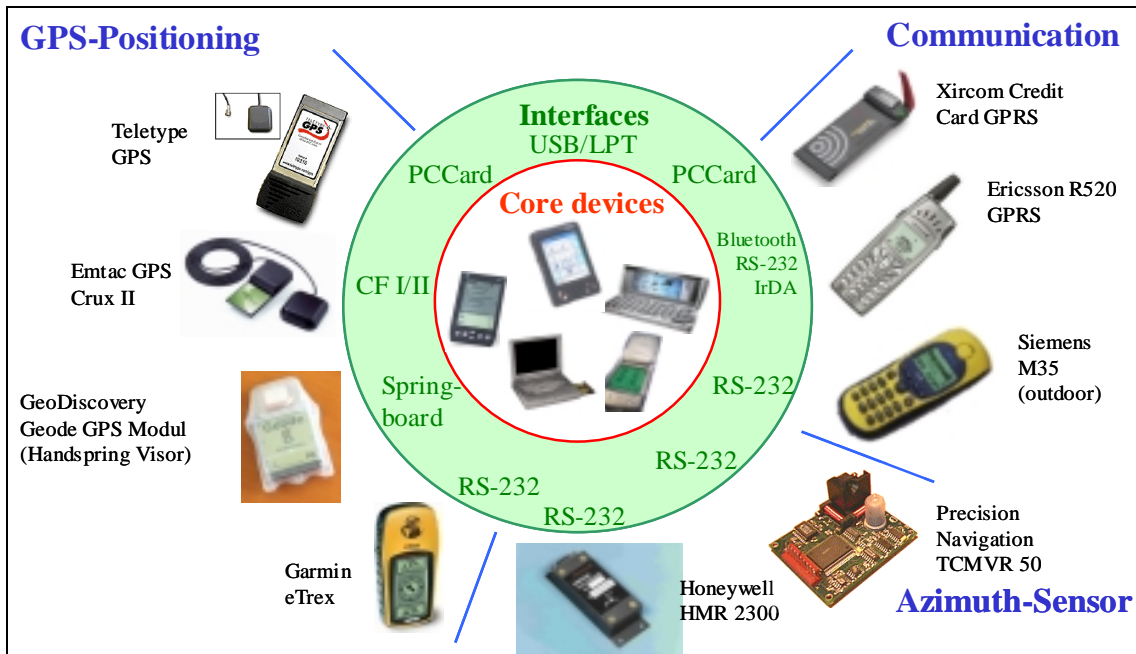 GPS-Positioning
Communication
Teletype
GPS
GPS
Xircom Credit
Card GPRS
Interfaces
USB/LPT
PCCard
PCCard
Core devices
Ericsson R520
GPRS
Emtac GPS
Crux II
CF I/II
Bluetooth
RS-232
IrDA
Siemens
M35
(outdoor)
GeoDiscovery
Geode GPS Modul
(Handspring Visor)
Spring-
board
RS-232
RS-232
RS-232
RS-232
Garmin
eTrex
Honeywell
HMR 2300
Precision
Navigation
TCMVR 50
Azimuth-Sensor